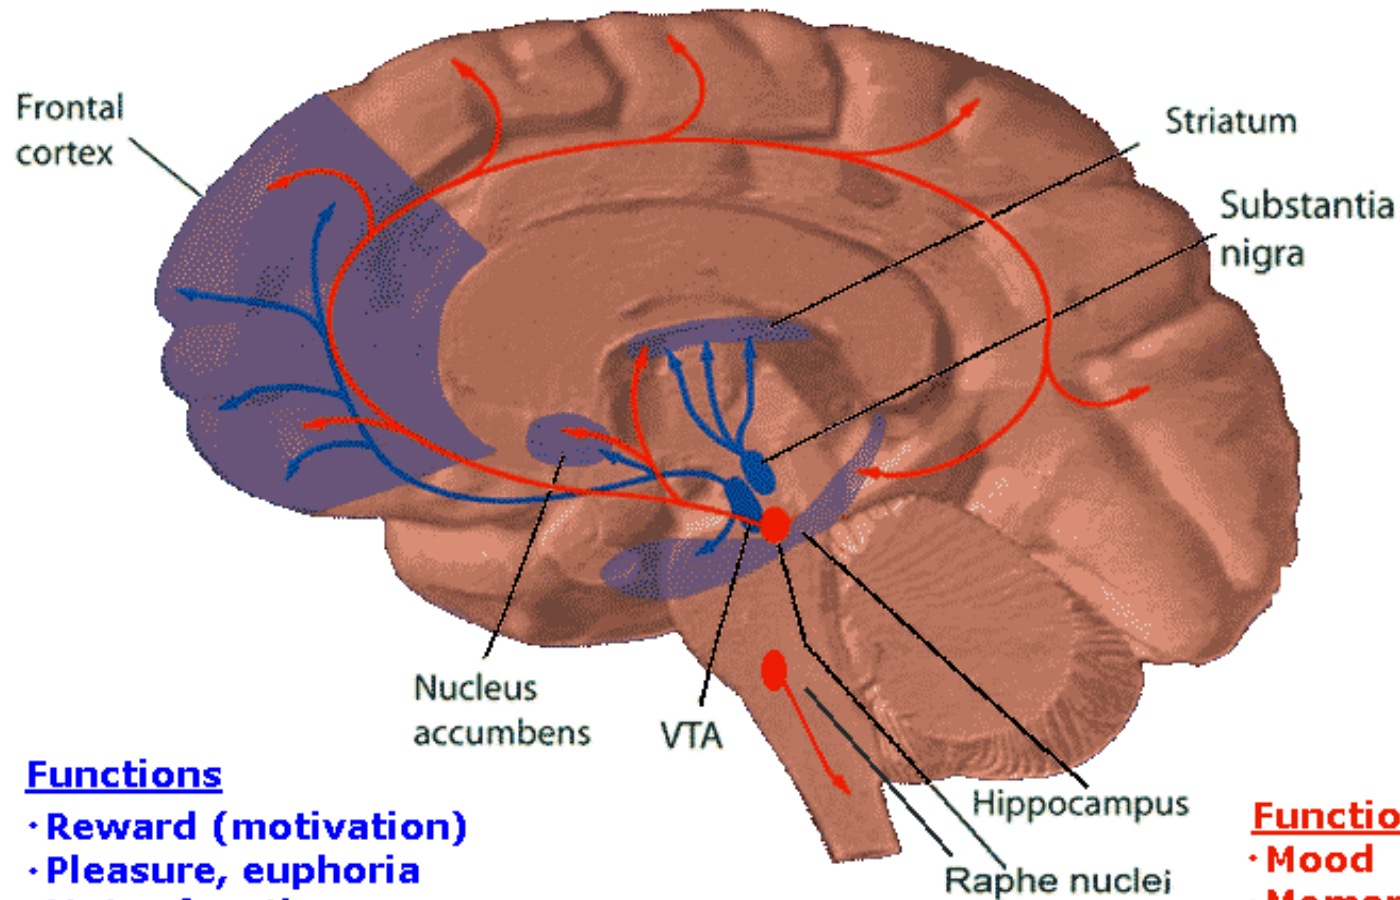 Frontal
cortex
Striatum
Substantia
nigra
Nucleus
accumbens
VTA
Hippocampus
Raphe nuclei
Functions
·Reward (motivation)
·Pleasure, euphoria
·Mood